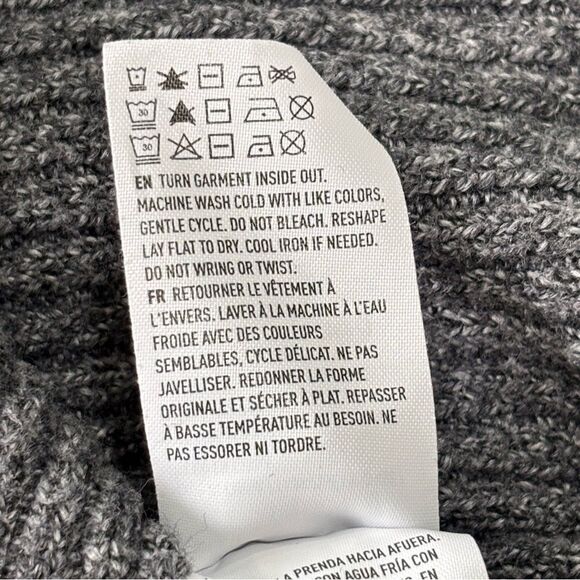 30
30
EN TURN GARMENT INSIDE OUT.
MACHINE WASH COLD WITH LIKE COLORS,
GENTLE CYCLE. DO NOT BLEACH. RESHAPE
LAY FLAT TO DRY. COOL IRON IF NEEDED.
DO NOT WRING OR TWIST.
FR RETOURNER LE VÊTEMENT À
L'ENVERS. LAVER À LA MACHINE À L'EAU
FROIDE AVEC DES COULEURS
SEMBLABLES, CYCLE DÉLICAT. NE PAS
JAVELLISER. REDONNER LA FORME
ORIGINALE ET SÉCHER À PLAT. REPASSER
À BASSE TEMPÉRATURE AU BESOIN. NE
PAS ESSORER NI TORDRE.
A PRENDA HACIA AFUERA.
CON AGUA FRÍA CON
EN